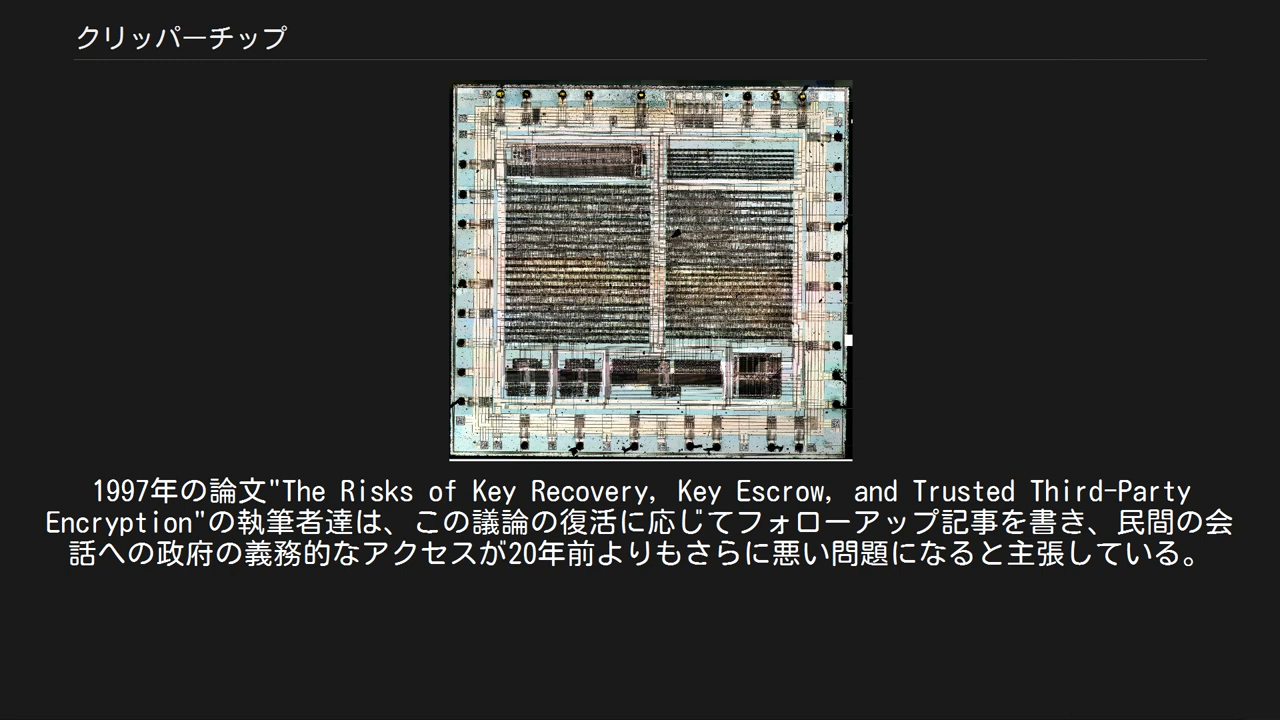 クリッパーチップ
1997年の論文"The Risks of Key Recovery, Key Escrow, and Trusted Third-Party
Encryption"の執筆者達は、この議論の復活に応じてフォローアップ記事を書き、民間の会
話への政府の義務的なアクセスが20年前よりもさらに悪い問題になると主張している。